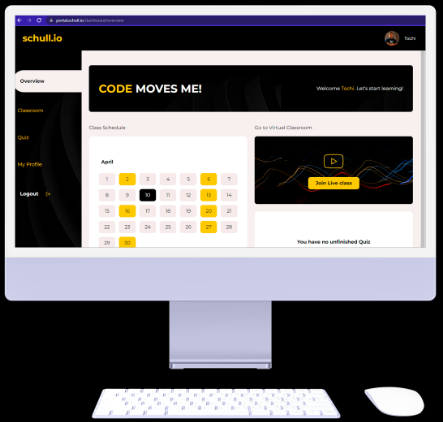 portal.schull.io/dashboard/overview
schull.io
Tochi
Overview
Classroom
Quiz
My Profile
Logout
CODE MOVES ME!
Welcome Tochi. Let's start learning!
Class Schedule
Go to Virtual Classroom
April
1 2 3 4 5 6 7
8 9 10 11 12 13 14
15 16 17 18 19 20 21
22 23 24 25 26 27 28
29 30
Join Live class
You have no unfinished Quiz